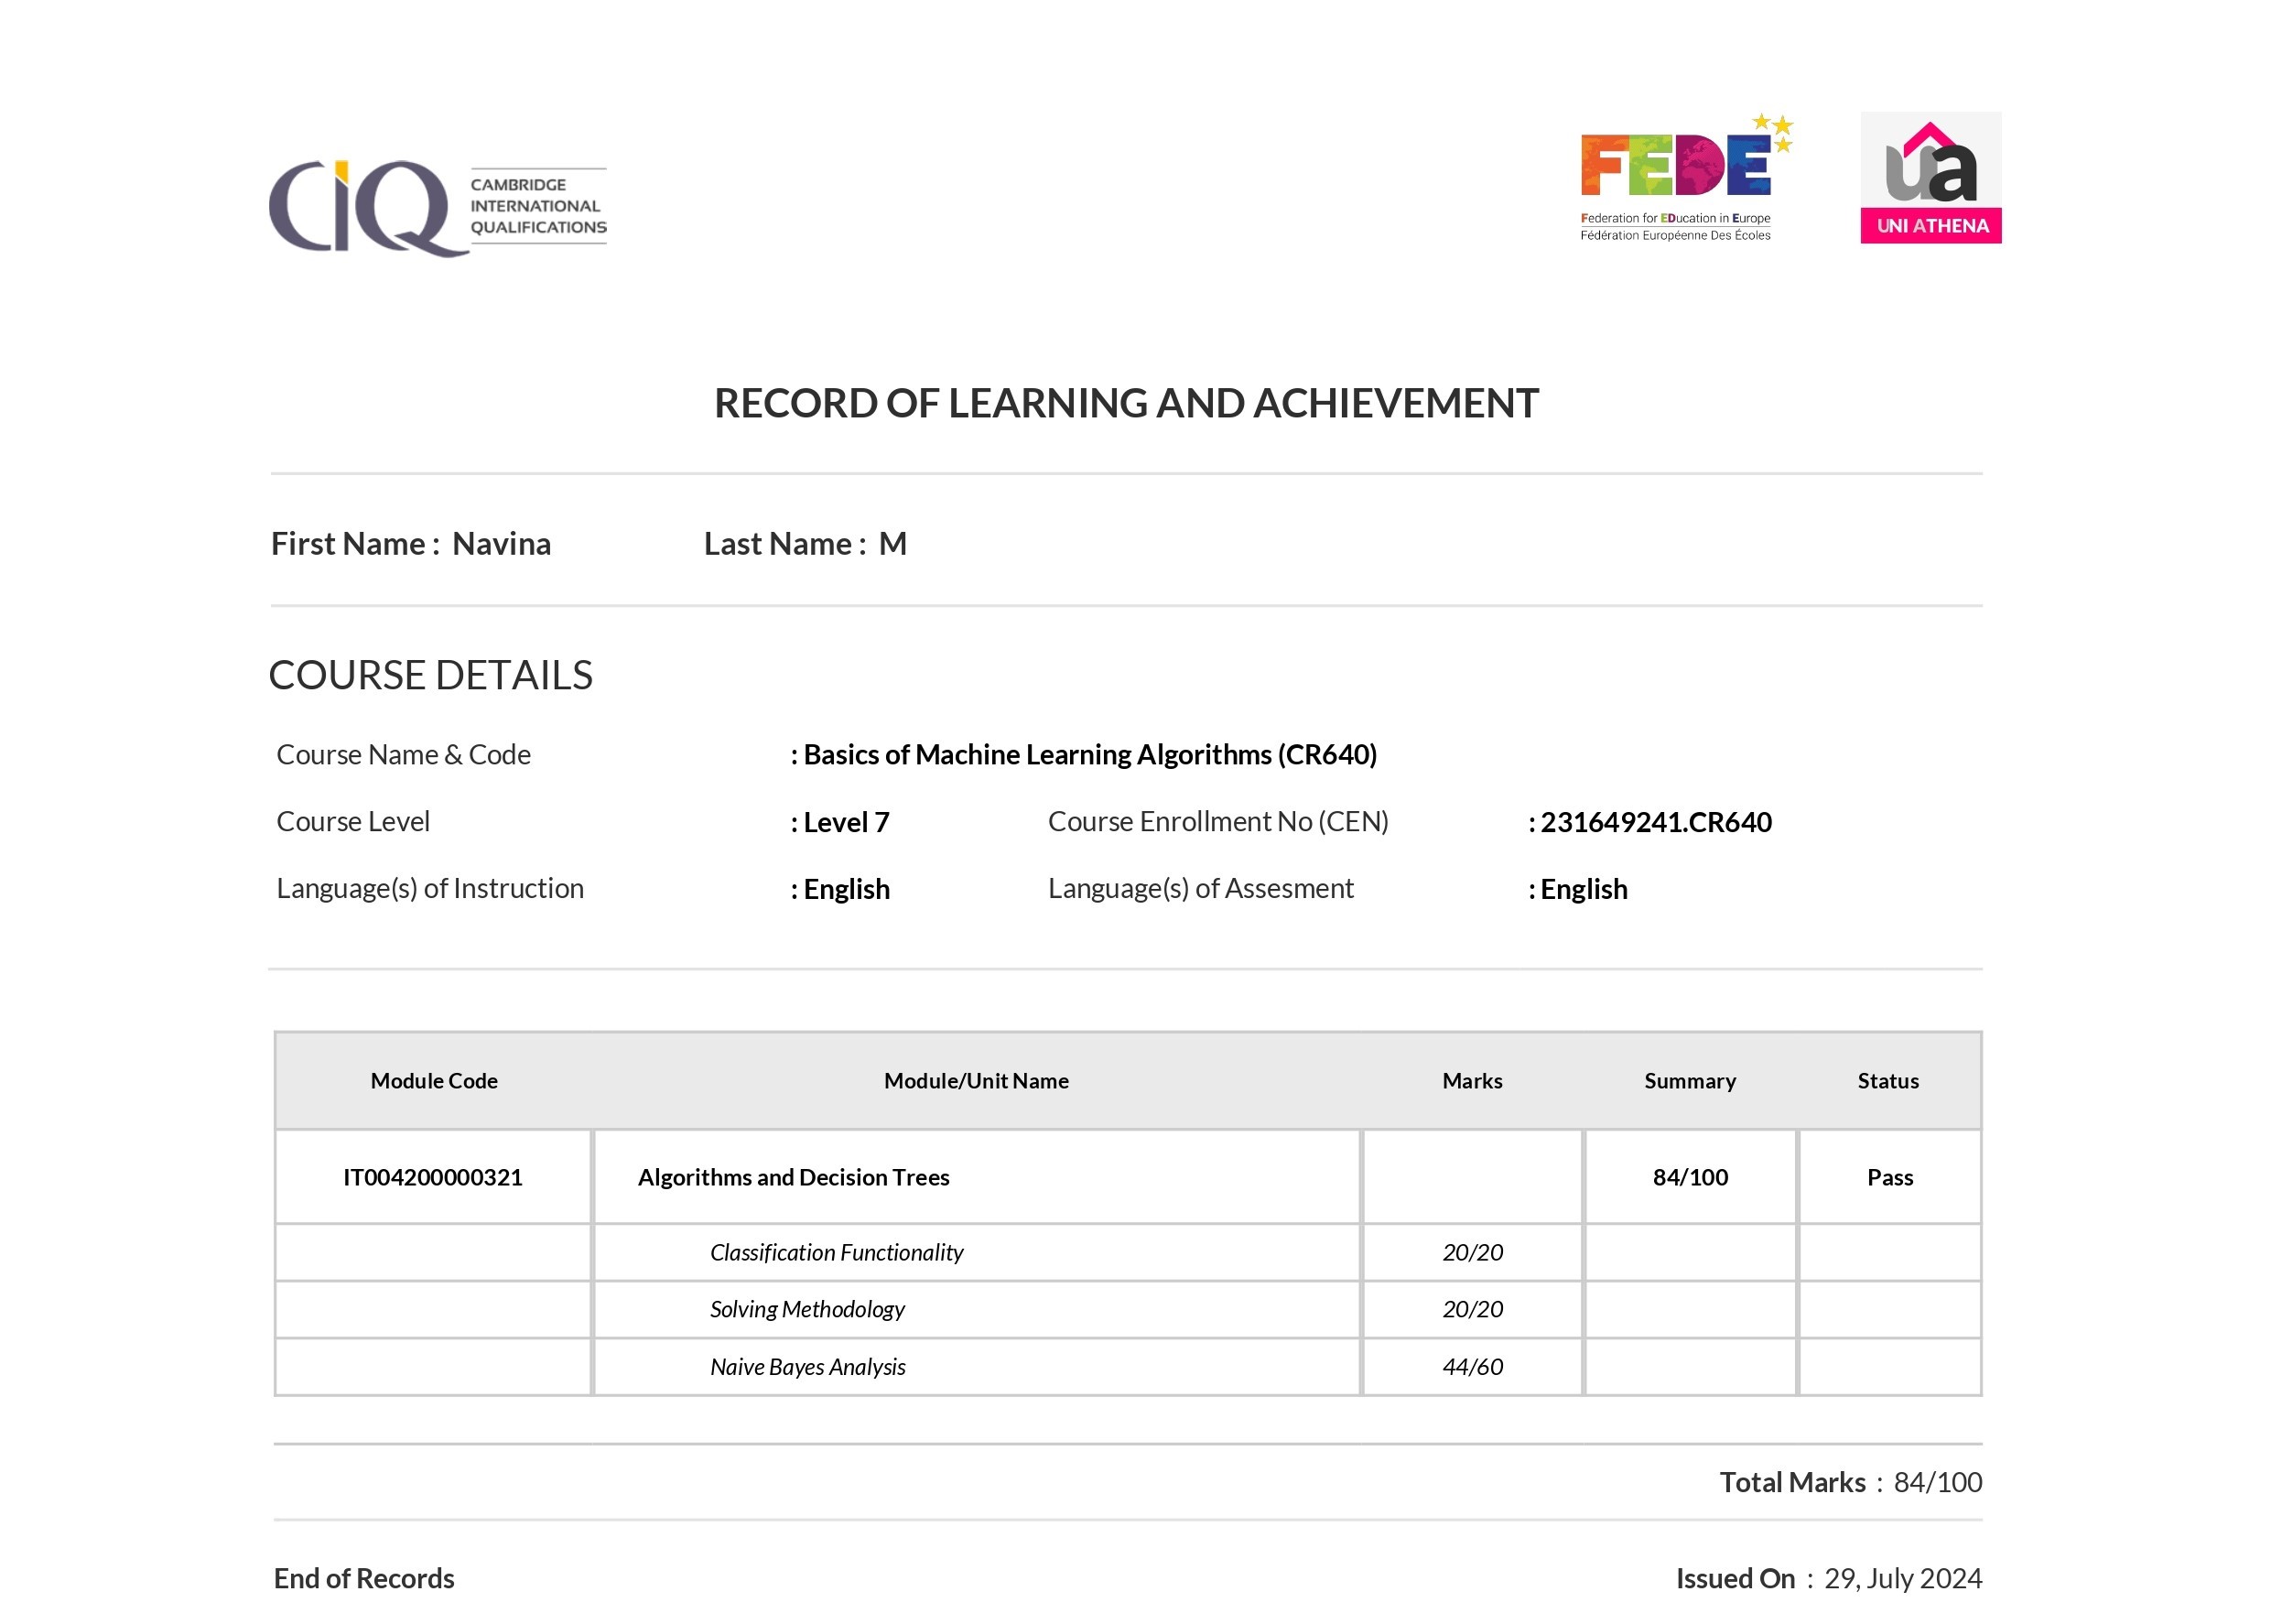 CIQ
CAMBRIDGE
INTERNATIONAL
QUALIFICATIONS
FEDE
Federation for EDucation in Europe
Fédération Européenne Des Écoles
ua
UNI ATHENA
RECORD OF LEARNING AND ACHIEVEMENT
First Name : Navina Last Name : M
COURSE DETAILS
Course Name & Code : Basics of Machine Learning Algorithms (CR640)
Course Level : Level 7 Course Enrollment No (CEN) : 231649241.CR640
Language(s) of Instruction : English Language(s) of Assesment : English
Module Code Module/Unit Name Marks Summary Status
IT004200000321 Algorithms and Decision Trees 84/100 Pass
Classification Functionality 20/20
Solving Methodology 20/20
Naive Bayes Analysis 44/60
Total Marks : 84/100
End of Records Issued On : 29, July 2024